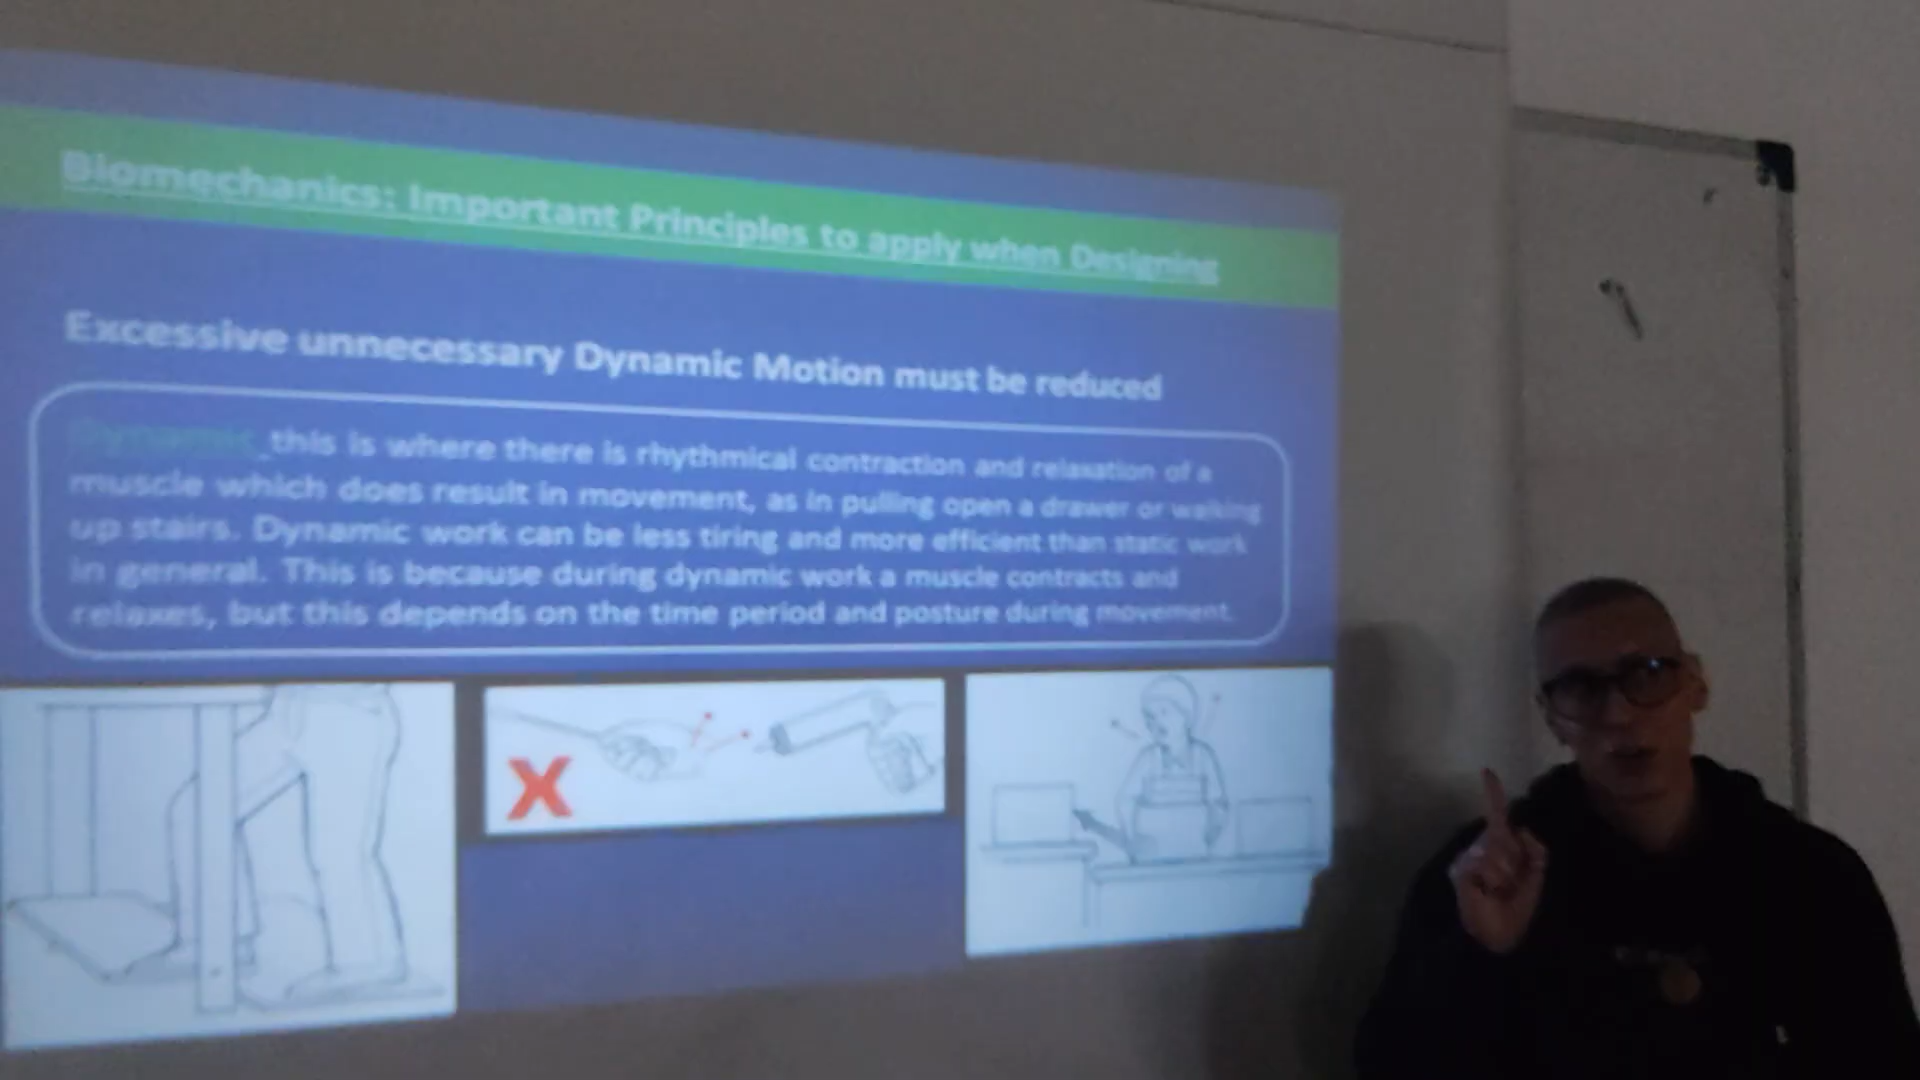 Biomechanics: Important Principles to apply when Designing
Excessive unnecessary Dynamic Motion must be reduced
Dynamic this is where there is rhythmical contraction and relaxation of a
muscle which does result in movement, as in pulling open a drawer or walking
up stairs. Dynamic work can be less tiring and more efficient than static work
in general. This is because during dynamic work a muscle contracts and
relaxes, but this depends on the time period and posture during movement.
X